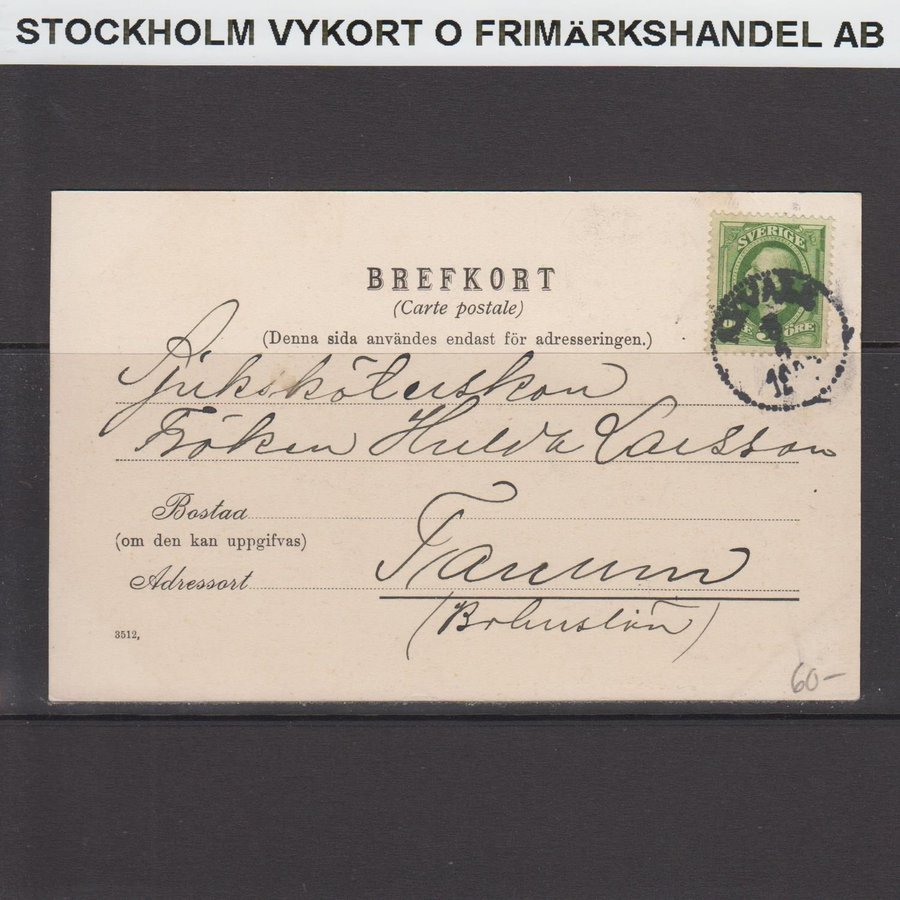 STOCKHOLM VYKORT O FRIMÄRKSHANDEL AB
SVERIGE
ÖRE
BREFKORT
(Carte postale)
(Denna sida användes endast för adresseringen.)
Sjuksköterskan
Fröken Hulda Larsson
Bostad
(om den kan uppgifvas)
Adressort
Tanum
(Bohuslän)
3512,
60-